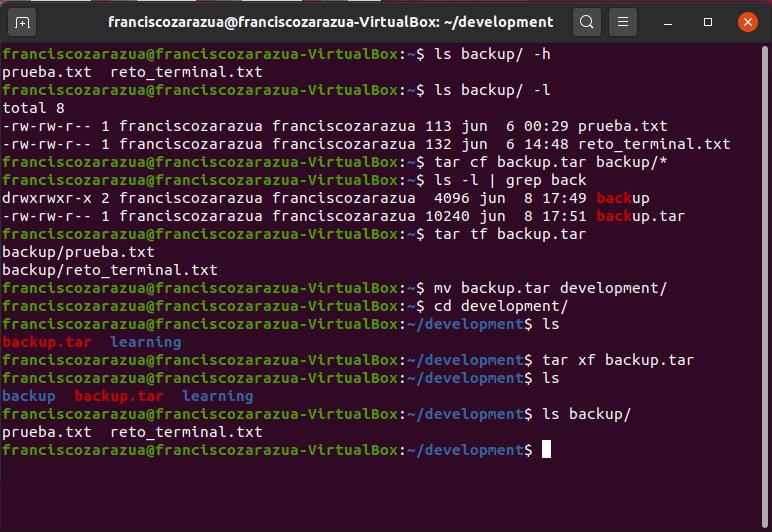 franciscozarazua@franciscozarazua-VirtualBox: ~/development
franciscozarazua@franciscozarazua-VirtualBox:~$ ls backup/ -h
prueba.txt  reto_terminal.txt
franciscozarazua@franciscozarazua-VirtualBox:~$ ls backup/ -l
total 8
-rw-rw-r-- 1 franciscozarazua franciscozarazua 113 jun  6 00:29 prueba.txt
-rw-rw-r-- 1 franciscozarazua franciscozarazua 132 jun  6 14:48 reto_terminal.txt
franciscozarazua@franciscozarazua-VirtualBox:~$ tar cf backup.tar backup/*
franciscozarazua@franciscozarazua-VirtualBox:~$ ls -l | grep back
drwxrwxr-x 2 franciscozarazua franciscozarazua  4096 jun  8 17:49 backup
-rw-rw-r-- 1 franciscozarazua franciscozarazua 10240 jun  8 17:51 backup.tar
franciscozarazua@franciscozarazua-VirtualBox:~$ tar tf backup.tar
backup/prueba.txt
backup/reto_terminal.txt
franciscozarazua@franciscozarazua-VirtualBox:~$ mv backup.tar development/
franciscozarazua@franciscozarazua-VirtualBox:~$ cd development/
franciscozarazua@franciscozarazua-VirtualBox:~/development$ ls
backup.tar  learning
franciscozarazua@franciscozarazua-VirtualBox:~/development$ tar xf backup.tar
franciscozarazua@franciscozarazua-VirtualBox:~/development$ ls
backup  backup.tar  learning
franciscozarazua@franciscozarazua-VirtualBox:~/development$ ls backup/
prueba.txt  reto_terminal.txt
franciscozarazua@franciscozarazua-VirtualBox:~/development$